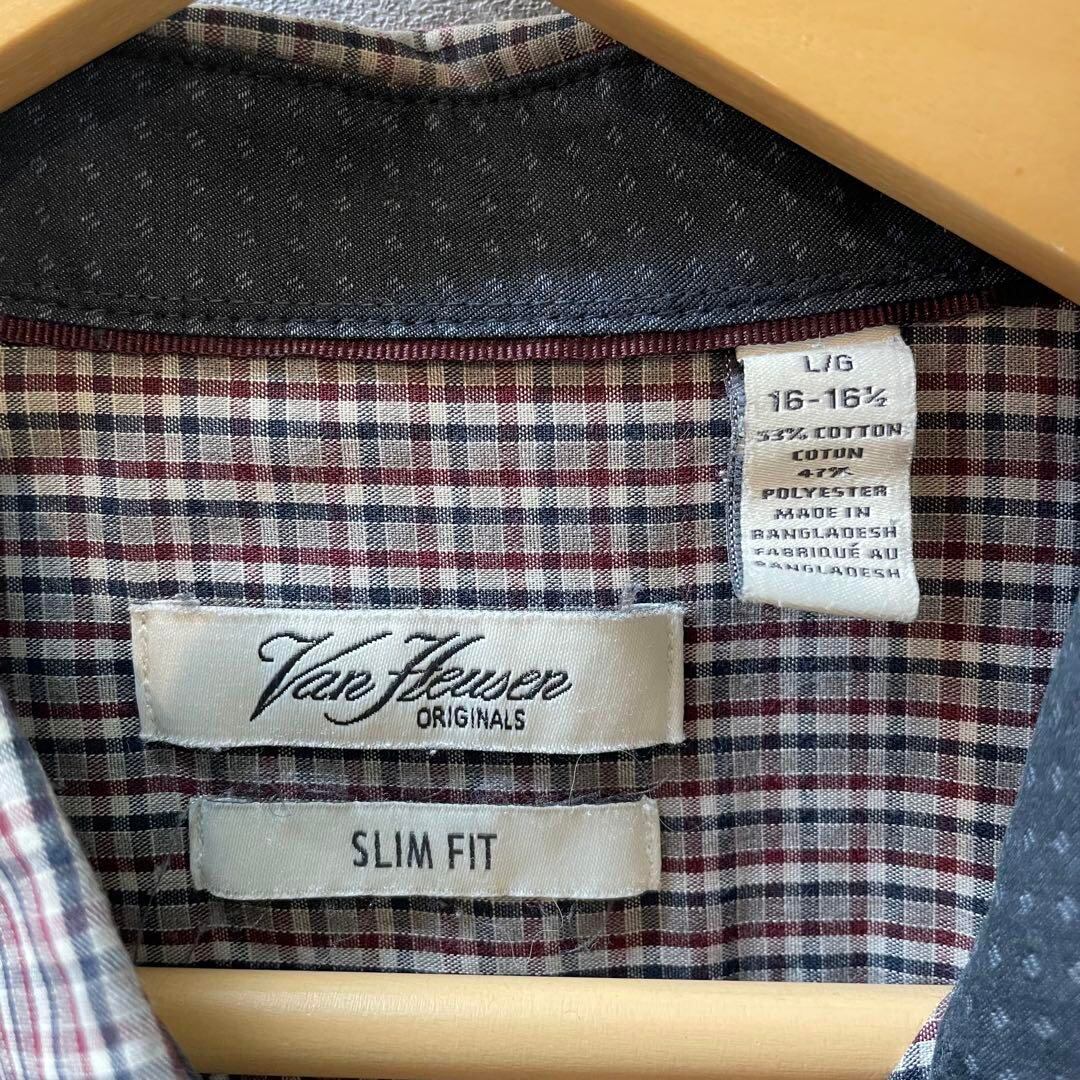 L/G
16-16½
53% COTTON
COTON
47%
POLYESTER
MADE IN
BANGLADESH
FABRIQUÉ AU
BANGLADESH
Van Heusen
ORIGINALS
SLIM FIT